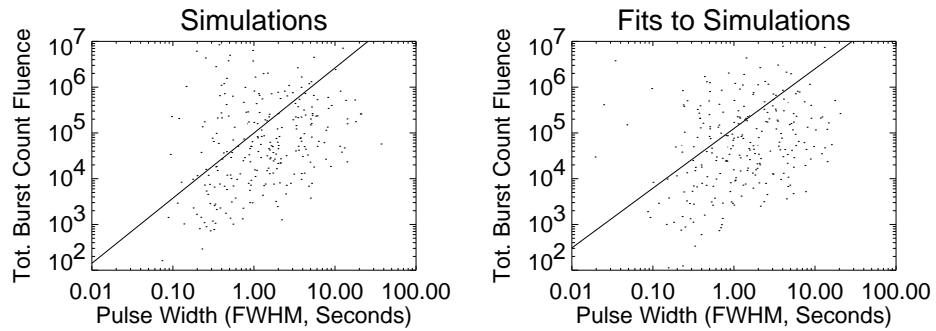 Simulations
Tot. Burst Count Fluence
10^7
10^6
10^5
10^4
10^3
10^2
0.01 0.10 1.00 10.00 100.00
Pulse Width (FWHM, Seconds)
Fits to Simulations
Tot. Burst Count Fluence
10^7
10^6
10^5
10^4
10^3
10^2
0.01 0.10 1.00 10.00 100.00
Pulse Width (FWHM, Seconds)